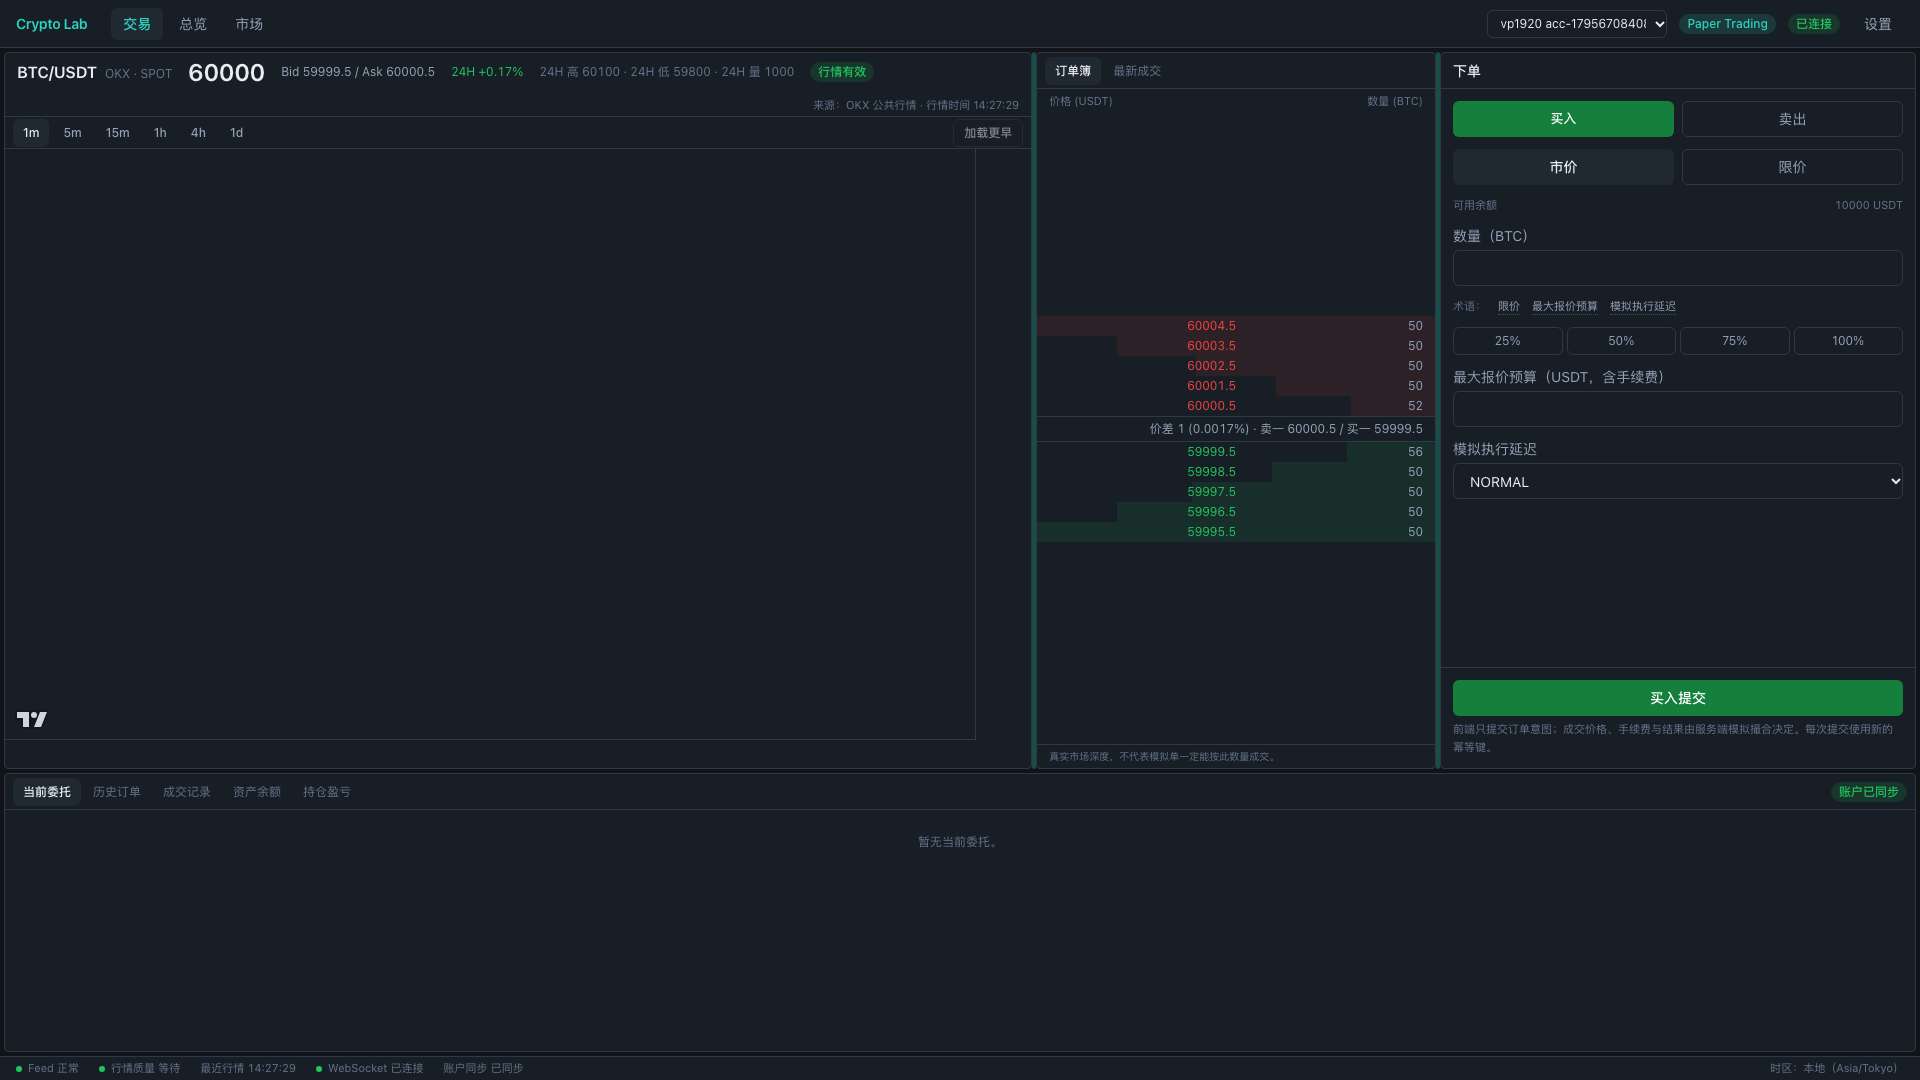 Crypto Lab 交易 总览 市场 vp1920 acc-17956708408 Paper Trading 已连接 设置
BTC/USDT OKX · SPOT 60000 Bid 59999.5 / Ask 60000.5 24H +0.17% 24H 高 60100 · 24H 低 59800 · 24H 量 1000 行情有效
来源：OKX 公共行情 · 行情时间 14:27:29
1m 5m 15m 1h 4h 1d 加载更早
订单簿 最新成交
价格 (USDT) 数量 (BTC)
60004.5 50
60003.5 50
60002.5 50
60001.5 50
60000.5 52
价差 1 (0.0017%) · 卖一 60000.5 / 买一 59999.5
59999.5 56
59998.5 50
59997.5 50
59996.5 50
59995.5 50
真实市场深度，不代表模拟单一定能按此数量成交。
下单
买入 卖出
市价 限价
可用余额 10000 USDT
数量（BTC）
术语： 限价 最大报价预算 模拟执行延迟
25% 50% 75% 100%
最大报价预算（USDT，含手续费）
模拟执行延迟
NORMAL
买入提交
前端只提交订单意图；成交价格、手续费与结果由服务端模拟撮合决定。每次提交使用新的
幂等键。
当前委托 历史订单 成交记录 资产余额 持仓盈亏 账户已同步
暂无当前委托。
Feed 正常 行情质量 等待 最近行情 14:27:29 WebSocket 已连接 账户同步 已同步 时区：本地（Asia/Tokyo）